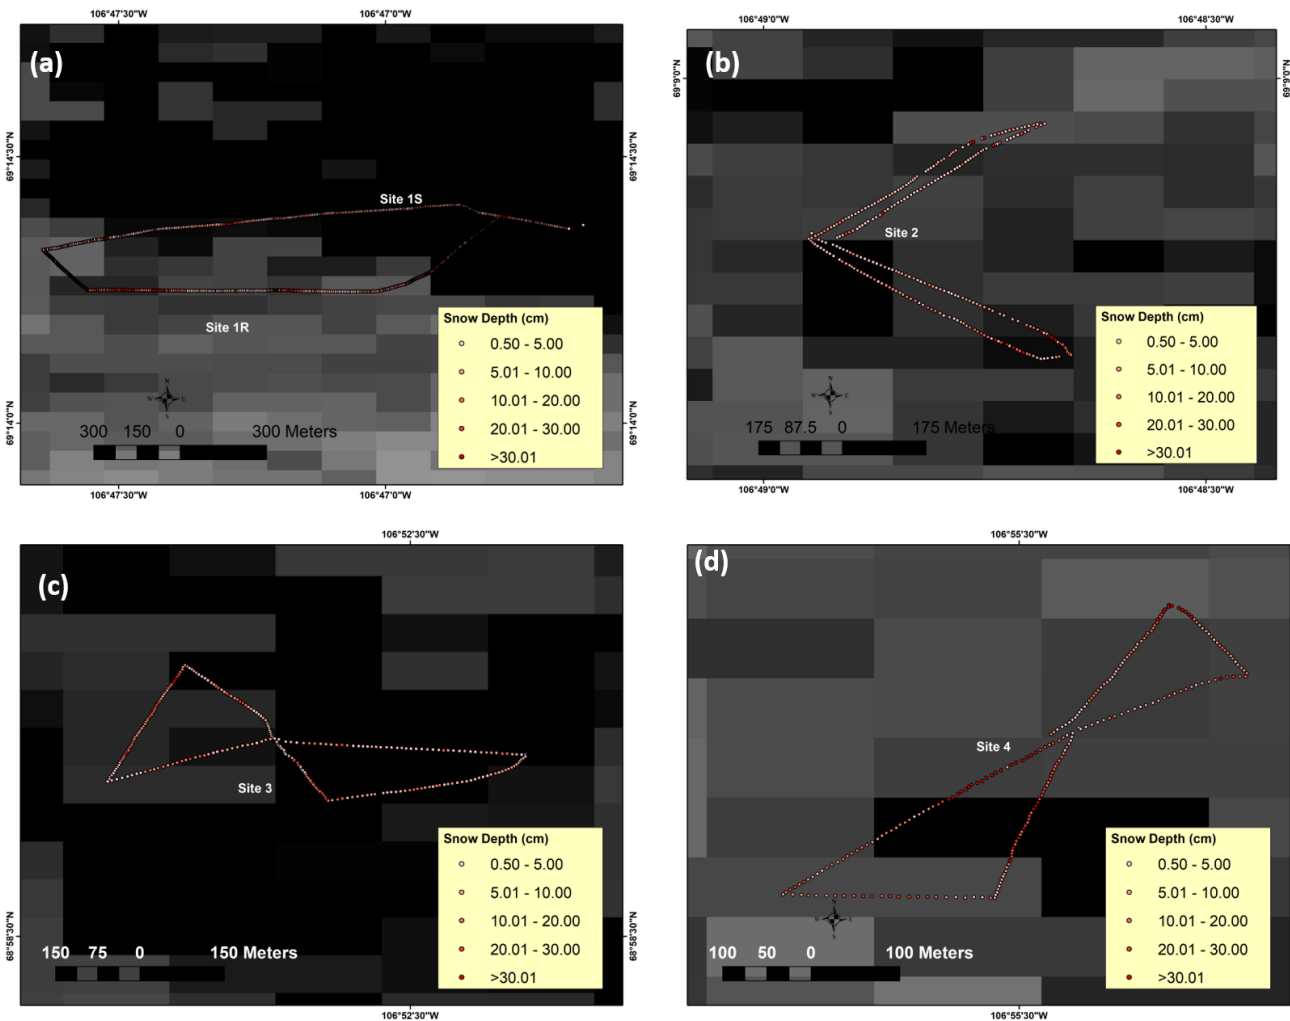 106°47'30"W 106°47'0"W
(a)
69°14'30"N 69°14'30"N
Site 1S
Site 1R
Snow Depth (cm)
0.50 - 5.00
5.01 - 10.00
10.01 - 20.00
20.01 - 30.00
>30.01
N
W E
S
300 150 0 300 Meters
69°14'0"N 69°14'0"N
106°47'30"W 106°47'0"W
106°49'0"W 106°48'30"W
(b)
69°9'0"N 69°9'0"N
Site 2
Snow Depth (cm)
0.50 - 5.00
5.01 - 10.00
10.01 - 20.00
20.01 - 30.00
>30.01
N
W E
S
175 87.5 0 175 Meters
106°49'0"W 106°48'30"W
106°52'30"W
(c)
Site 3
Snow Depth (cm)
0.50 - 5.00
5.01 - 10.00
10.01 - 20.00
20.01 - 30.00
>30.01
68°58'30"N 68°58'30"N
150 75 0 150 Meters
106°52'30"W
106°55'30"W
(d)
Site 4
Snow Depth (cm)
0.50 - 5.00
5.01 - 10.00
10.01 - 20.00
20.01 - 30.00
>30.01
N
W E
S
100 50 0 100 Meters
106°55'30"W